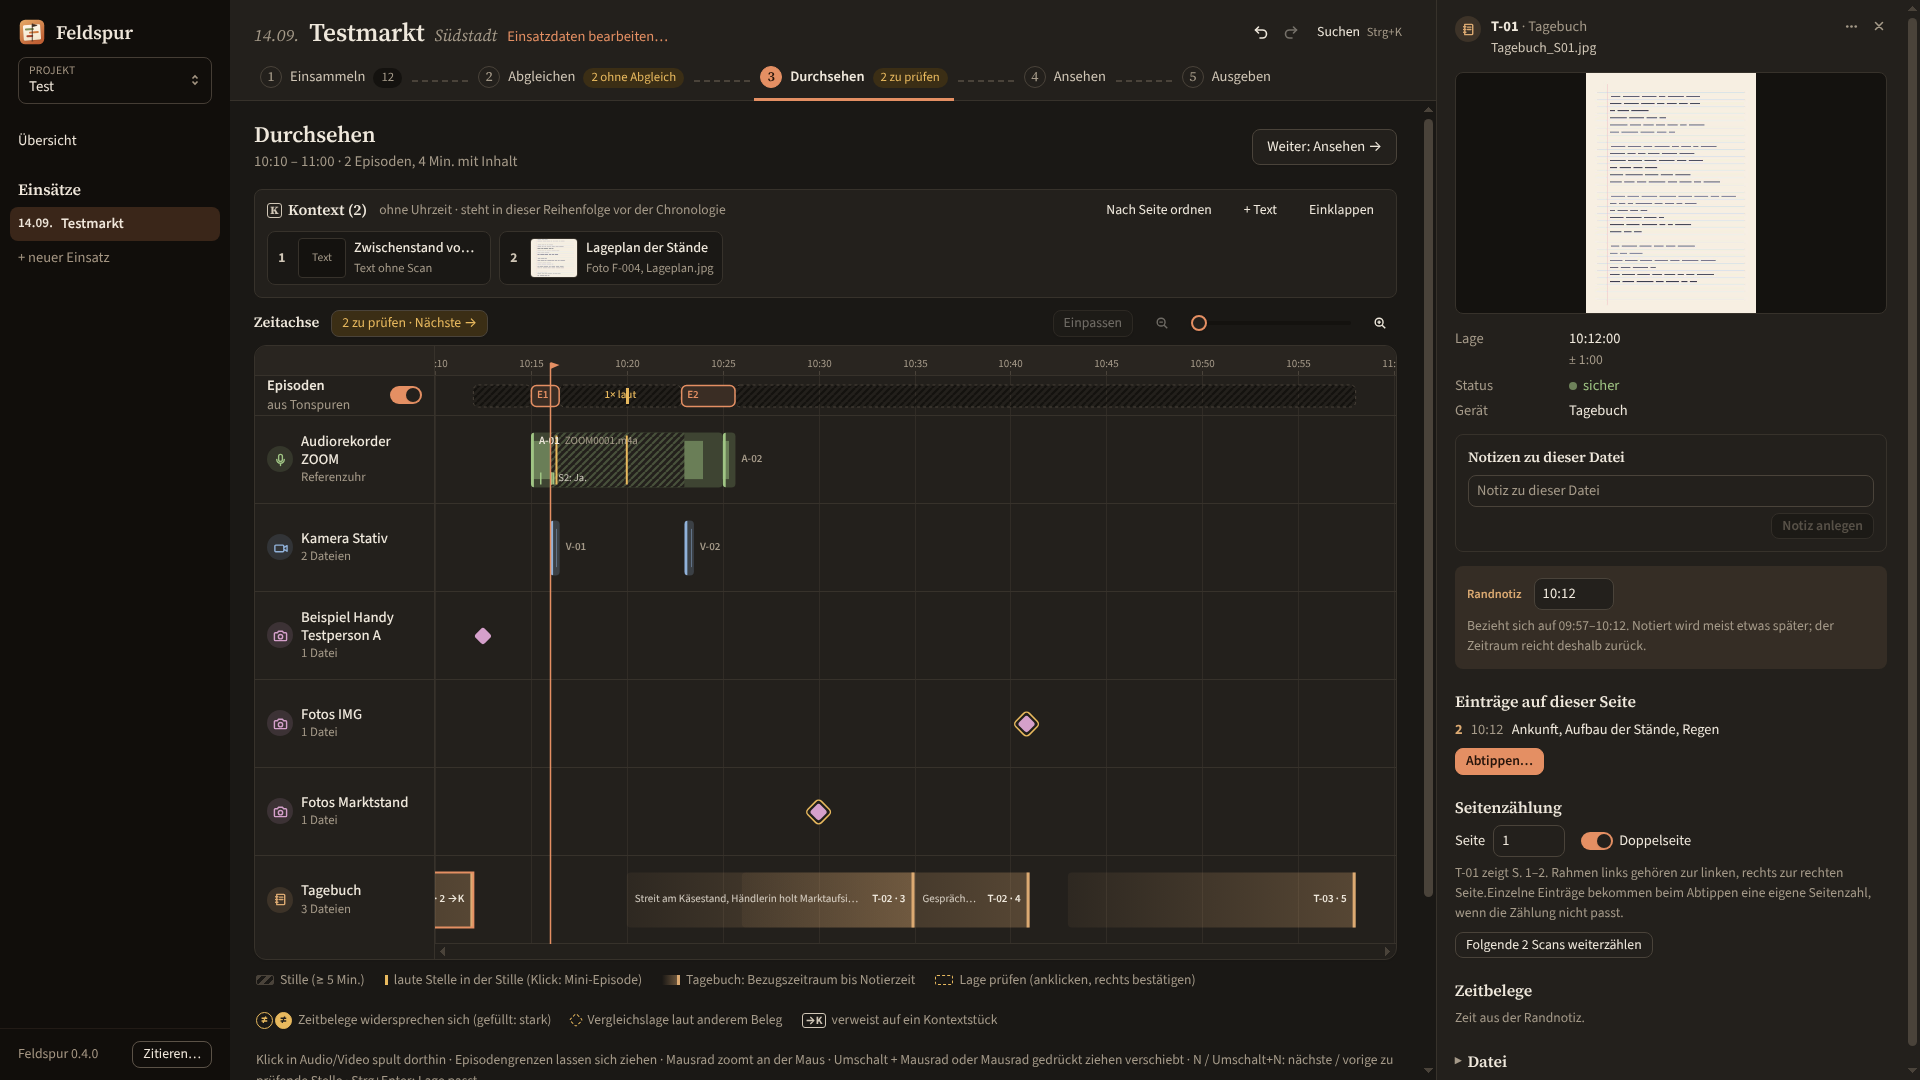 Feldspur
PROJEKT
Test
Übersicht
Einsätze
14.09. Testmarkt
+ neuer Einsatz
Feldspur 0.4.0
Zitieren…
14.09. Testmarkt Südstadt Einsatzdaten bearbeiten…
Suchen Strg+K
1 Einsammeln 12
2 Abgleichen 2 ohne Abgleich
3 Durchsehen 2 zu prüfen
4 Ansehen
5 Ausgeben
Durchsehen
10:10 – 11:00 · 2 Episoden, 4 Min. mit Inhalt
Weiter: Ansehen →
K Kontext (2) ohne Uhrzeit · steht in dieser Reihenfolge vor der Chronologie
Nach Seite ordnen + Text Einklappen
1 Text Zwischenstand vo…
Text ohne Scan
2 Lageplan der Stände
Foto F-004, Lageplan.jpg
Zeitachse 2 zu prüfen · Nächste →
Einpassen
:10 10:15 10:20 10:25 10:30 10:35 10:40 10:45 10:50 10:55 11:
Episoden
aus Tonspuren
E1 1× laut E2
Audiorekorder
ZOOM
Referenzuhr
A-01 ZOOM0001.m4a
S2: Ja,
A-02
Kamera Stativ
2 Dateien
V-01 V-02
Beispiel Handy
Testperson A
1 Datei
Fotos IMG
1 Datei
Fotos Marktstand
1 Datei
Tagebuch
3 Dateien
· 2 →K
Streit am Käsestand, Händlerin holt Marktaufsi… T-02 · 3
Gespräch… T-02 · 4
T-03 · 5
Stille (≥ 5 Min.) laute Stelle in der Stille (Klick: Mini-Episode) Tagebuch: Bezugszeitraum bis Notierzeit Lage prüfen (anklicken, rechts bestätigen)
≠ ≠ Zeitbelege widersprechen sich (gefüllt: stark) Vergleichslage laut anderem Beleg →K verweist auf ein Kontextstück
Klick in Audio/Video spult dorthin · Episodengrenzen lassen sich ziehen · Mausrad zoomt an der Maus · Umschalt + Mausrad oder Mausrad gedrückt ziehen verschiebt · N / Umschalt+N: nächste / vorige zu
prüfende Stelle · Strg+Enter: Lage passt
T-01 · Tagebuch
Tagebuch_S01.jpg
Lage 10:12:00
± 1:00
Status sicher
Gerät Tagebuch
Notizen zu dieser Datei
Notiz zu dieser Datei
Notiz anlegen
Randnotiz 10:12
Bezieht sich auf 09:57–10:12. Notiert wird meist etwas später; der
Zeitraum reicht deshalb zurück.
Einträge auf dieser Seite
2 10:12 Ankunft, Aufbau der Stände, Regen
Abtippen…
Seitenzählung
Seite 1 Doppelseite
T-01 zeigt S. 1–2. Rahmen links gehören zur linken, rechts zur rechten
Seite.Einzelne Einträge bekommen beim Abtippen eine eigene Seitenzahl,
wenn die Zählung nicht passt.
Folgende 2 Scans weiterzählen
Zeitbelege
Zeit aus der Randnotiz.
Datei